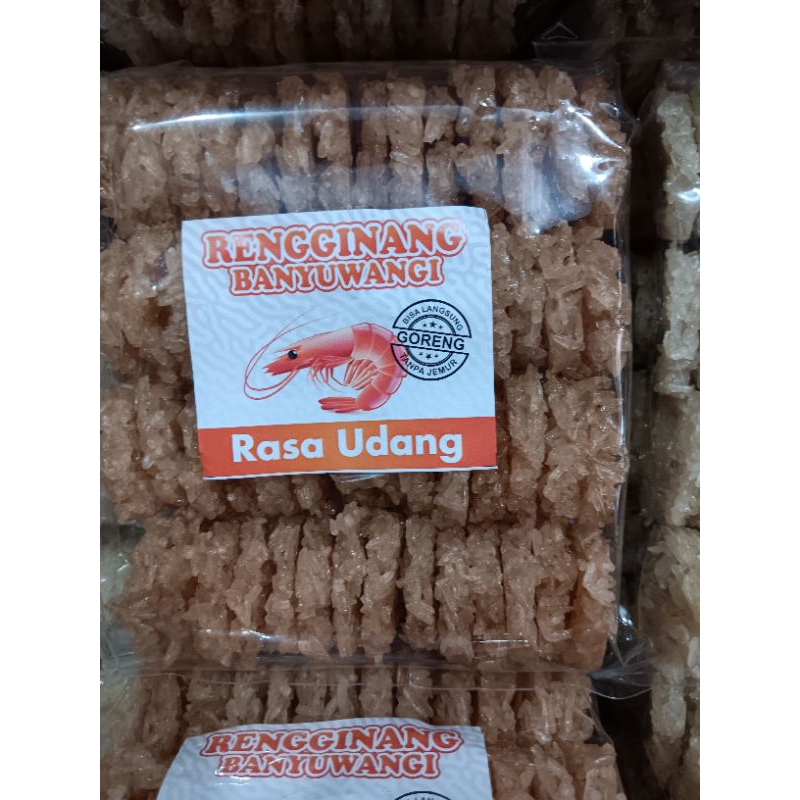 RENGGINANG
BANYUWANGI
BISA LANGSUNG
GORENG
TANPA JEMUR
Rasa Udang
RENGGINANG
BANYUWANGI